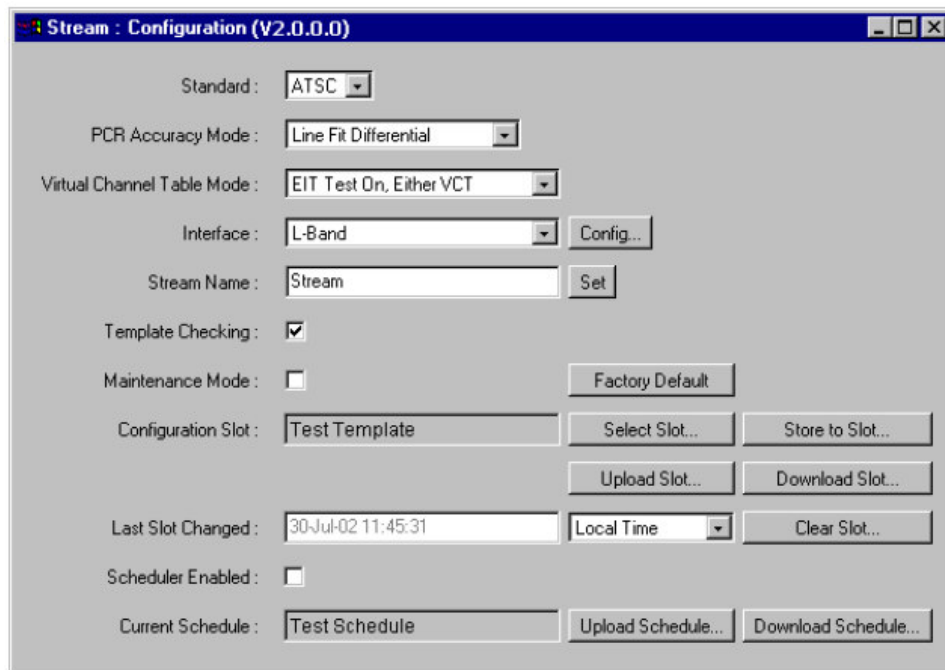 Stream : Configuration (V2.0.0.0)
Standard : ATSC
PCR Accuracy Mode : Line Fit Differential
Virtual Channel Table Mode : EIT Test On, Either VCT
Interface : L-Band Config...
Stream Name : Stream Set
Template Checking :
Maintenance Mode : Factory Default
Configuration Slot : Test Template Select Slot... Store to Slot...
Upload Slot... Download Slot...
Last Slot Changed : 30-Jul-02 11:45:31 Local Time Clear Slot...
Scheduler Enabled :
Current Schedule : Test Schedule Upload Schedule... Download Schedule...